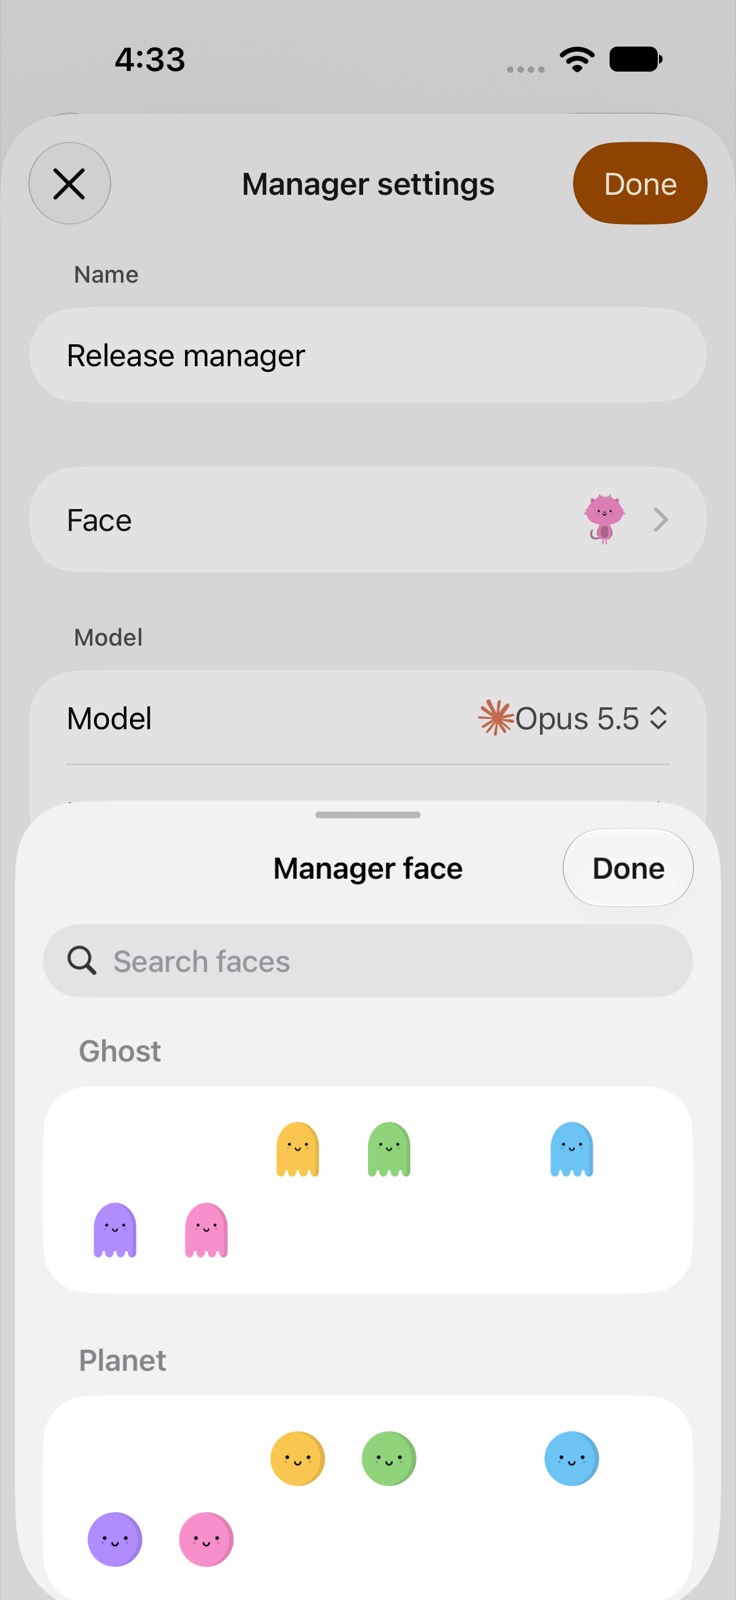 4:33
Manager settings
Done
Name
Release manager
Face
Model
Model
Opus 5.5
Manager face
Done
Search faces
Ghost
Planet